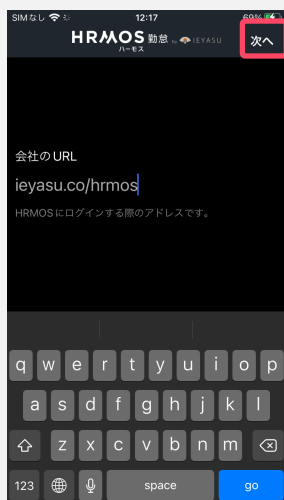 SIMなし 12:17 69%
HRMOS 勤怠 by IEYASU
ハーモス
次へ
会社のURL
ieyasu.co/hrmos
HRMOSにログインする際のアドレスです。
q w e r t y u i o p
a s d f g h j k l
z x c v b n m
123 space go